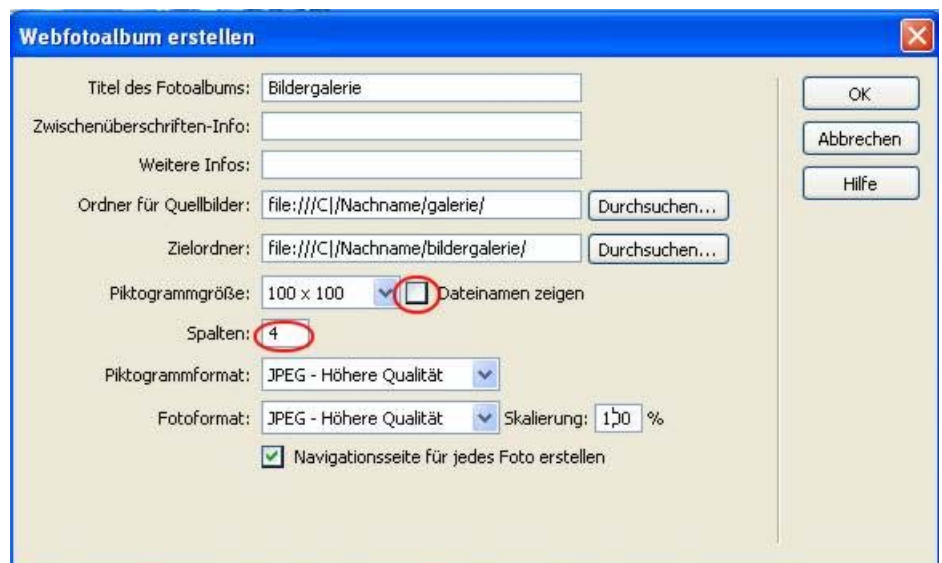 Webfotoalbum erstellen
Titel des Fotoalbums: Bildergalerie
OK
Zwischenüberschriften-Info:
Abbrechen
Weitere Infos:
Hilfe
Ordner für Quellbilder: file:///C|/Nachname/galerie/ Durchsuchen...
Zielordner: file:///C|/Nachname/bildergalerie/ Durchsuchen...
Piktogrammgröße: 100 x 100 Dateinamen zeigen
Spalten: 4
Piktogrammformat: JPEG - Höhere Qualität
Fotoformat: JPEG - Höhere Qualität Skalierung: %
Navigationsseite für jedes Foto erstellen